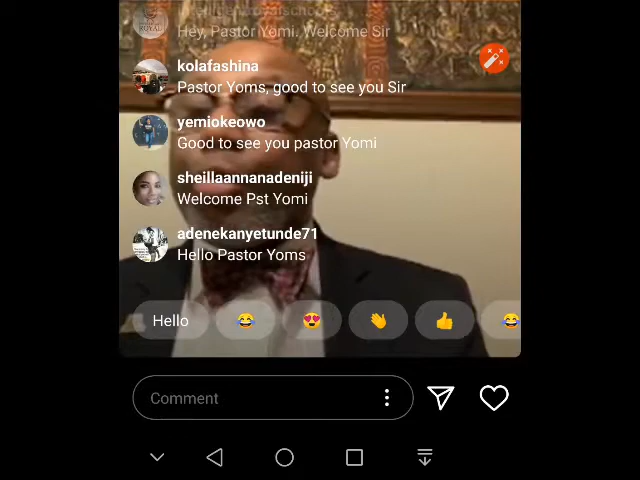 Hey, Pastor Yomi. Welcome Sir
kolafashina
Pastor Yoms, good to see you Sir
yemiokeowo
Good to see you pastor Yomi
sheillaannanadeniji
Welcome Pst Yomi
adenekanyetunde71
Hello Pastor Yoms
Hello
Comment